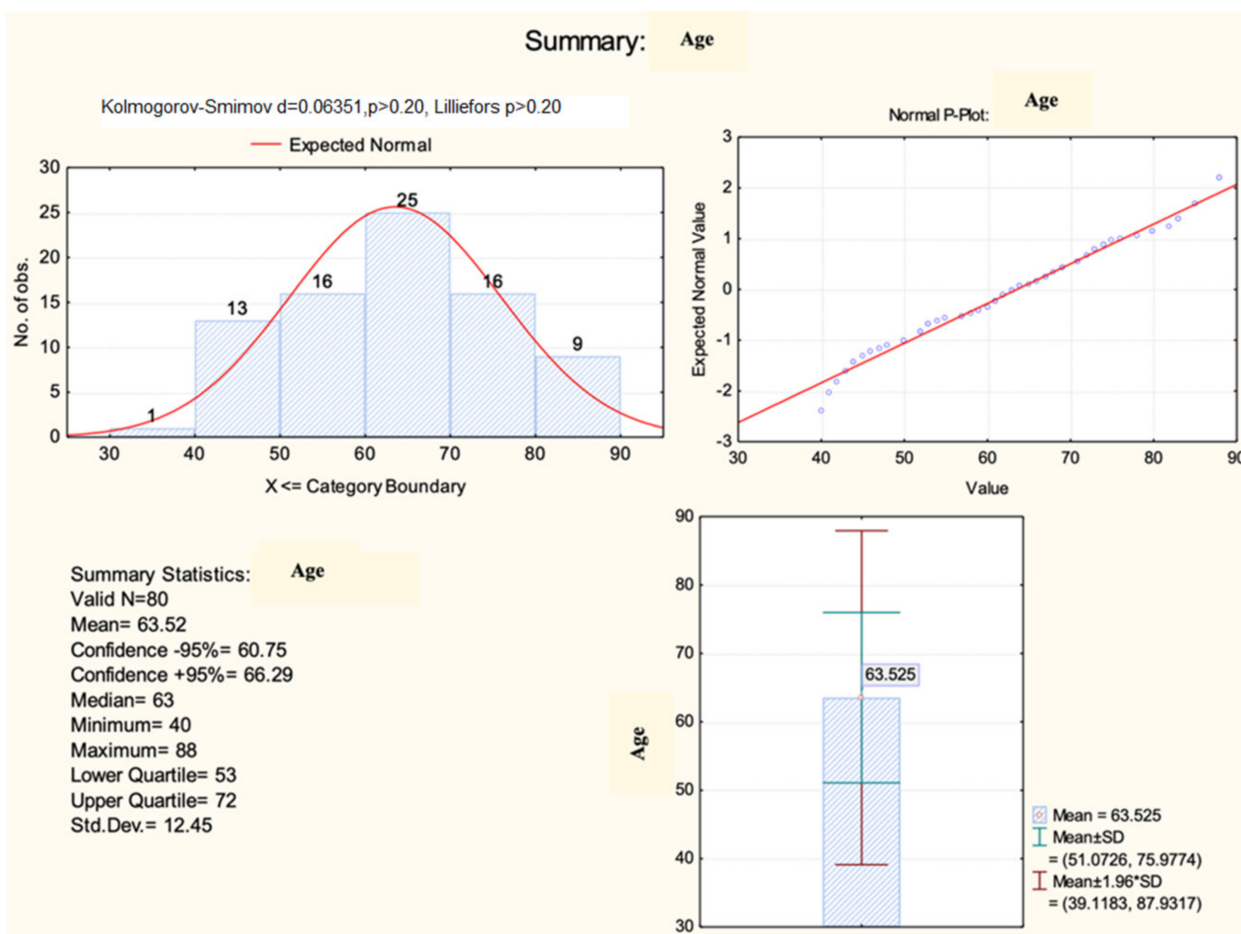 Summary: Age
Kolmogorov-Smimov d=0.06351,p>0.20, Lilliefors p>0.20
Expected Normal
No. of obs.
30
25
20
15
10
5
0
1
13
16
25
16
9
30 40 50 60 70 80 90
X <= Category Boundary
Normal P-Plot: Age
Expected Normal Value
3
2
1
0
-1
-2
-3
30 40 50 60 70 80 90
Value
Summary Statistics: Age
Valid N=80
Mean= 63.52
Confidence -95%= 60.75
Confidence +95%= 66.29
Median= 63
Minimum= 40
Maximum= 88
Lower Quartile= 53
Upper Quartile= 72
Std.Dev.= 12.45
Age
90
80
70
60
50
40
30
63.525
Mean = 63.525
Mean±SD
= (51.0726, 75.9774)
Mean±1.96*SD
= (39.1183, 87.9317)